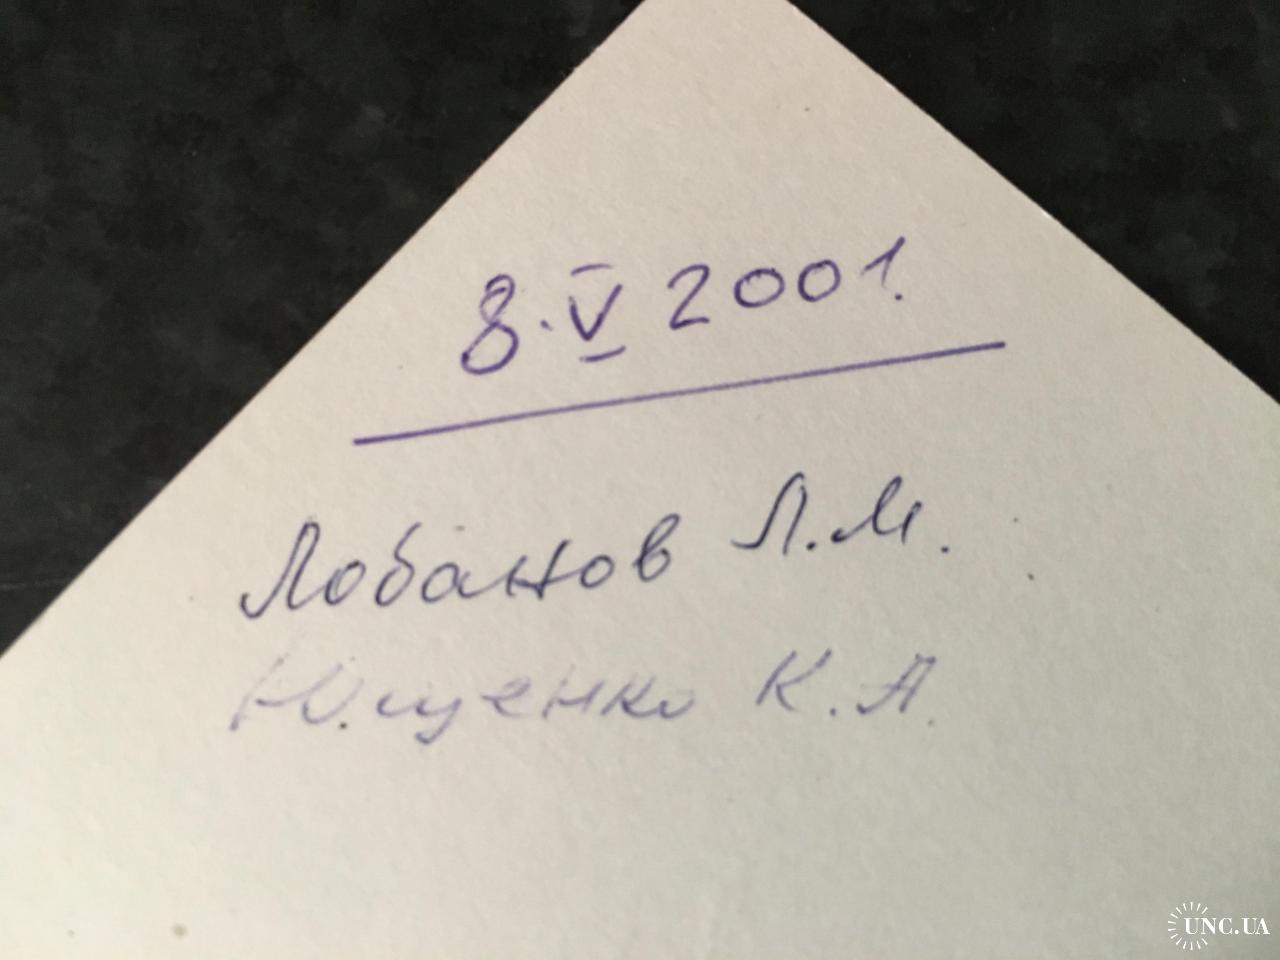 8.V 2001.
Лобанов Л.М.
Ющенко К.А.
UNC.UA